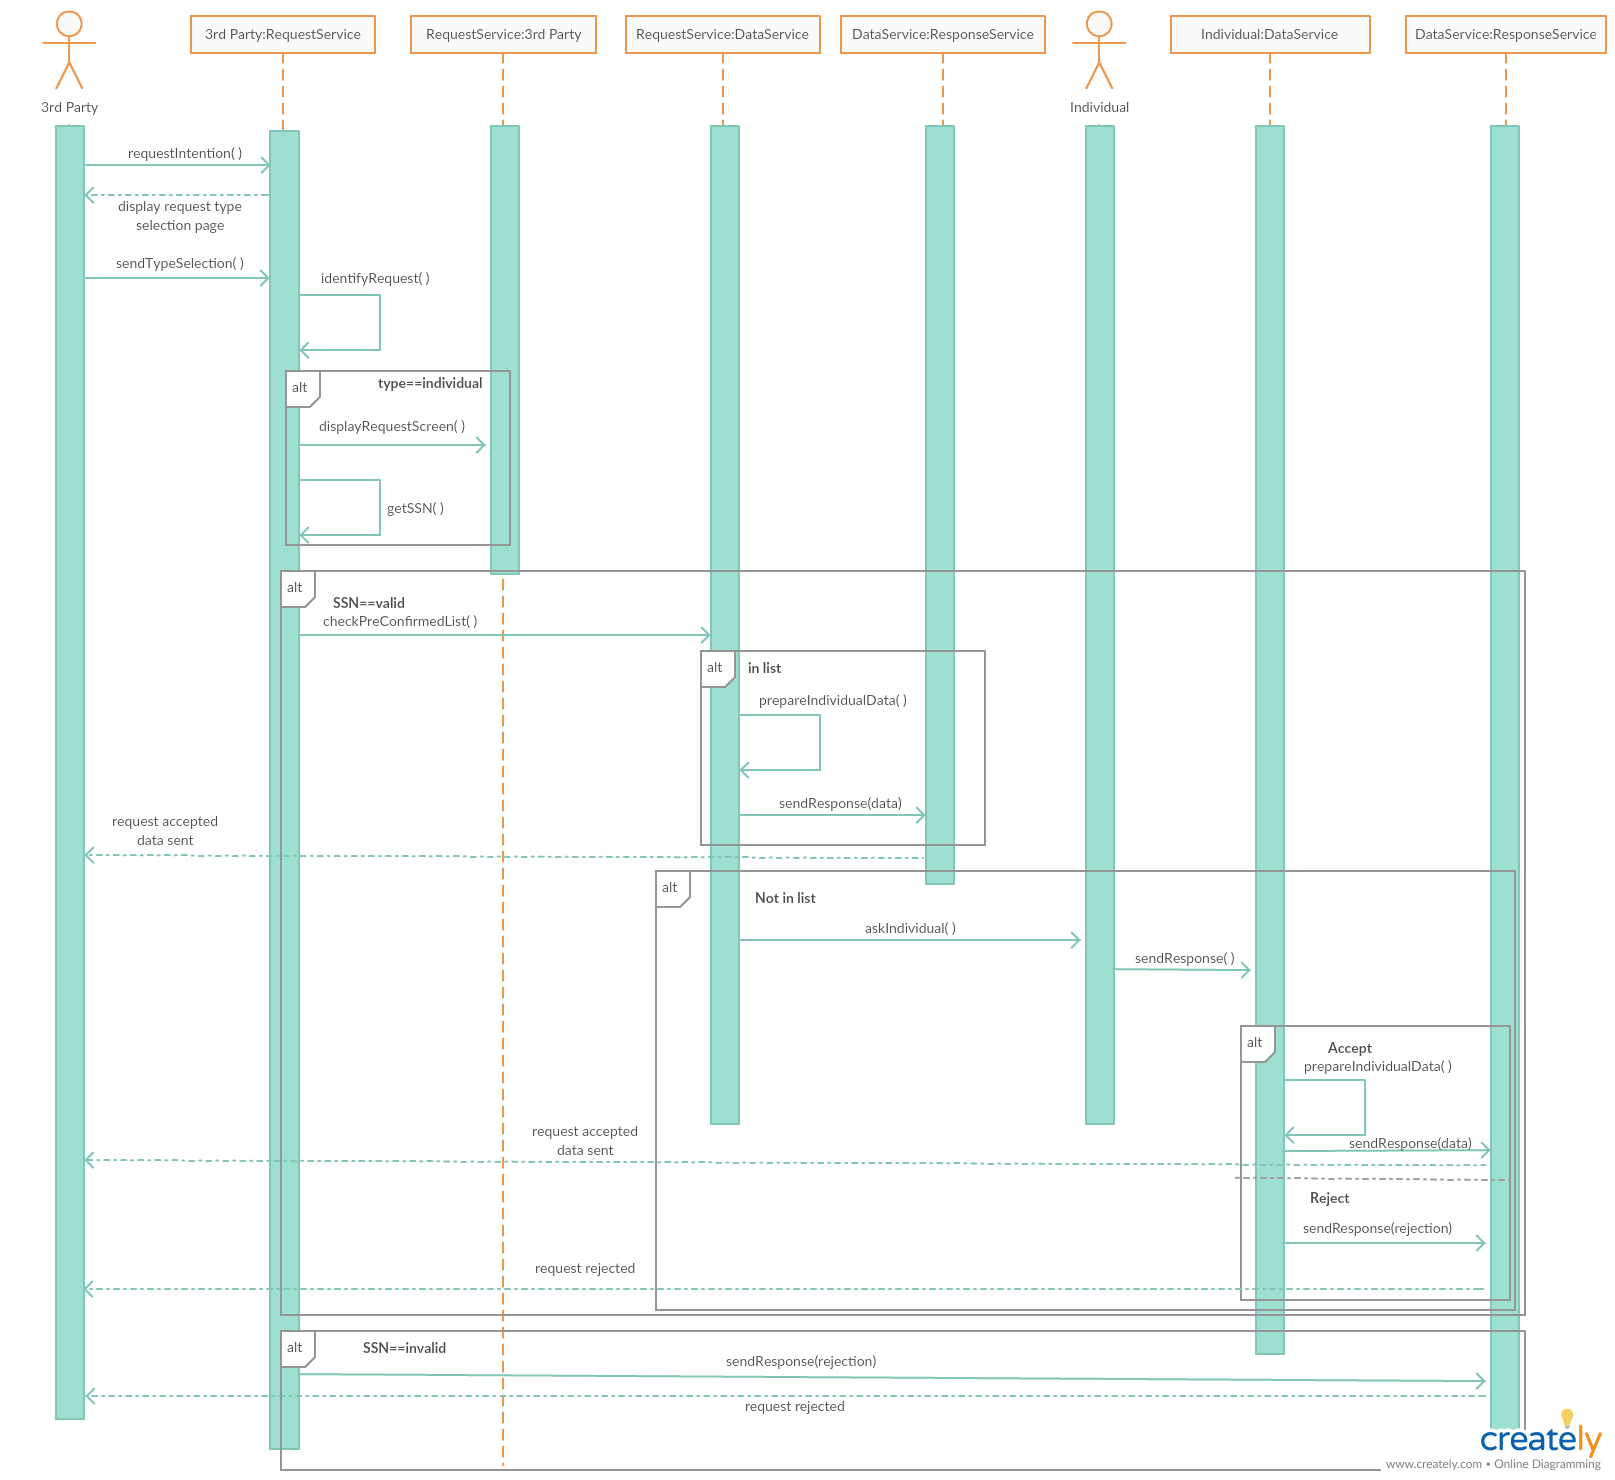 3rd Party:RequestService
RequestService:3rd Party
RequestService:DataService
DataService:ResponseService
Individual:DataService
DataService:ResponseService
3rd Party
Individual
requestIntention( )
display request type
selection page
sendTypeSelection( )
identifyRequest( )
alt
type==individual
displayRequestScreen( )
getSSN( )
alt
SSN==valid
checkPreConfirmedList( )
alt
in list
prepareIndividualData( )
sendResponse(data)
request accepted
data sent
alt
Not in list
askIndividual( )
sendResponse( )
alt
Accept
prepareIndividualData( )
request accepted
data sent
sendResponse(data)
Reject
sendResponse(rejection)
request rejected
alt
SSN==invalid
sendResponse(rejection)
request rejected
creately
www.creately.com • Online Diagramming